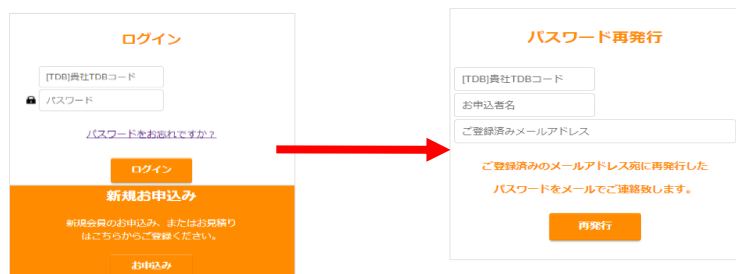 ログイン
[TDB]貴社TDBコード
パスワード
パスワードをお忘れですか？
ログイン
新規お申込み
新規会員のお申込み、またはお見積り
はこちらからご登録ください。
お申込み
パスワード再発行
[TDB]貴社TDBコード
お申込者名
ご登録済みメールアドレス
ご登録済みのメールアドレス宛に再発行した
パスワードをメールでご連絡致します。
再発行